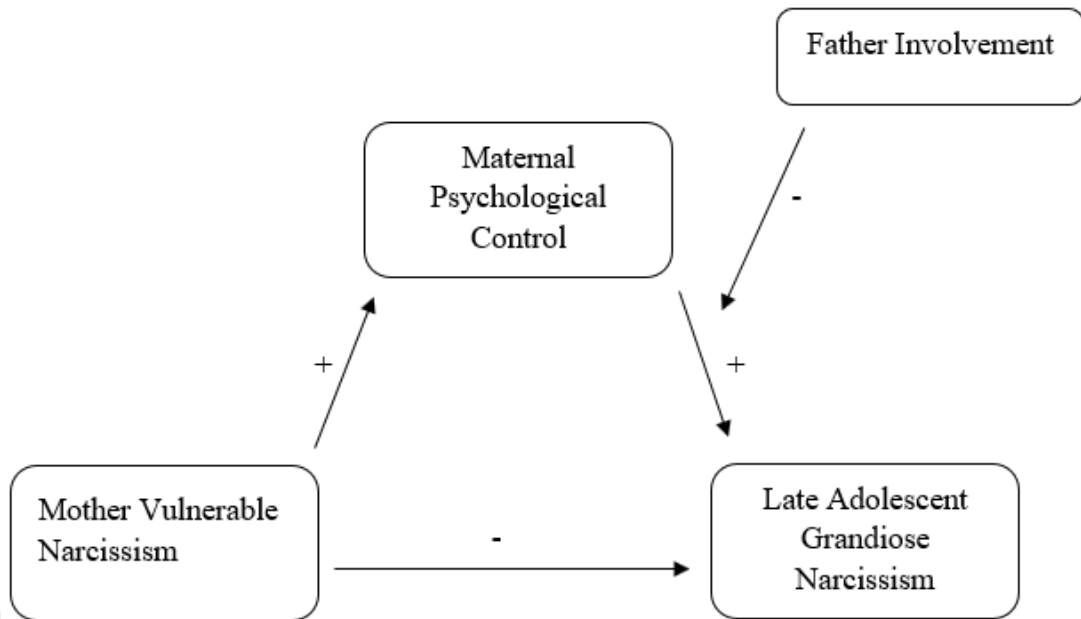 Father Involvement
Maternal
Psychological
Control
-
+
+
Mother Vulnerable
Narcissism
-
Late Adolescent
Grandiose
Narcissism